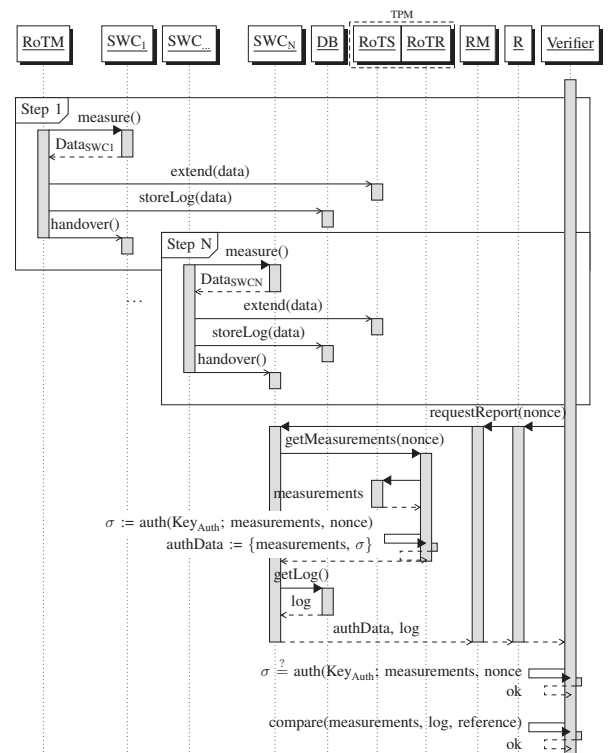 TPM
RoTM SWC1 SWC... SWCN DB RoTS RoTR RM R Verifier
Step 1
measure()
DataSWC1
extend(data)
storeLog(data)
handover()
Step N
measure()
...
DataSWCN
extend(data)
storeLog(data)
handover()
requestReport(nonce)
getMeasurements(nonce)
measurements
σ := auth(KeyAuth; measurements, nonce)
authData := {measurements, σ}
getLog()
log
authData, log
σ ?= auth(KeyAuth; measurements, nonce
ok
compare(measurements, log, reference)
ok